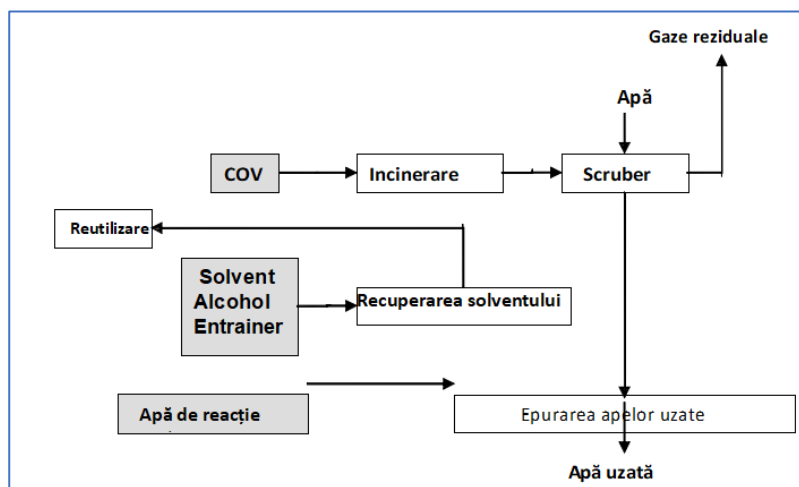 Gaze reziduale
Apă
COV
Incinerare
Scruber
Reutilizare
Solvent
Alcohol
Entrainer
Recuperarea solventului
Apă de reacție
Epurarea apelor uzate
Apă uzată